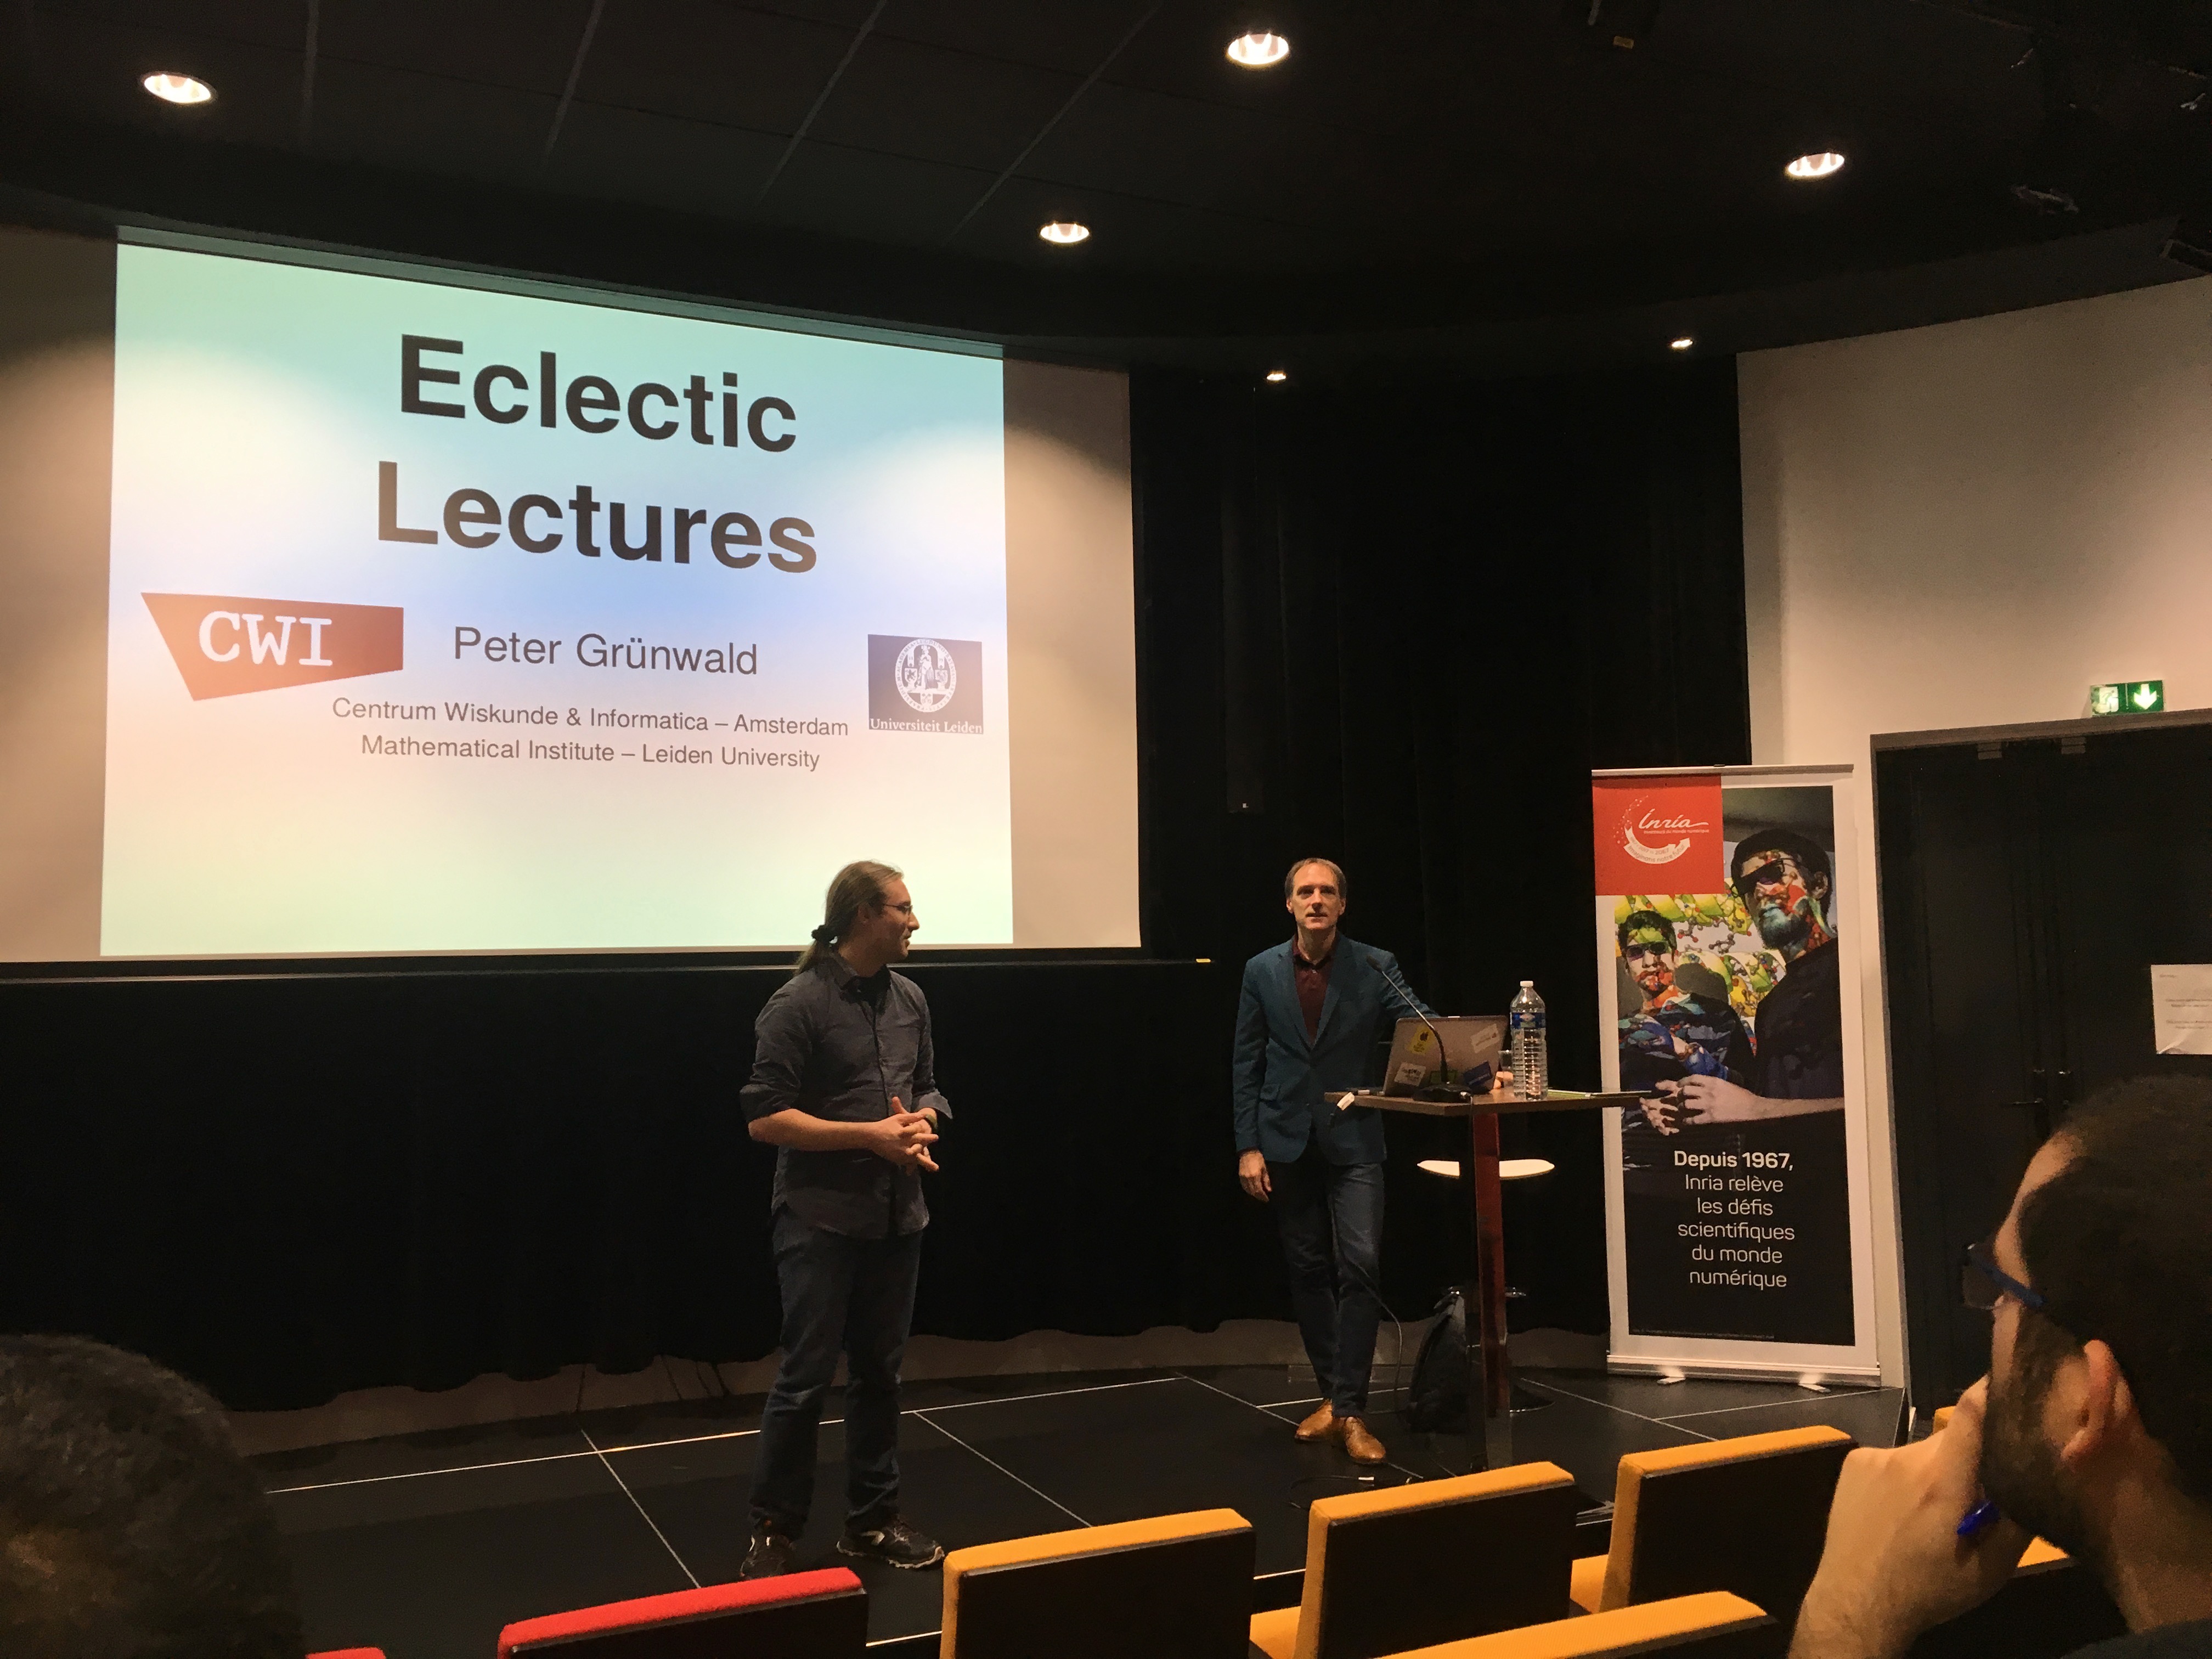 Eclectic
Lectures
CWI
Peter Grünwald
Universiteit Leiden
Centrum Wiskunde & Informatica – Amsterdam
Mathematical Institute – Leiden University
Inria
Depuis 1967,
Inria relève
les défis
scientifiques
du monde
numérique